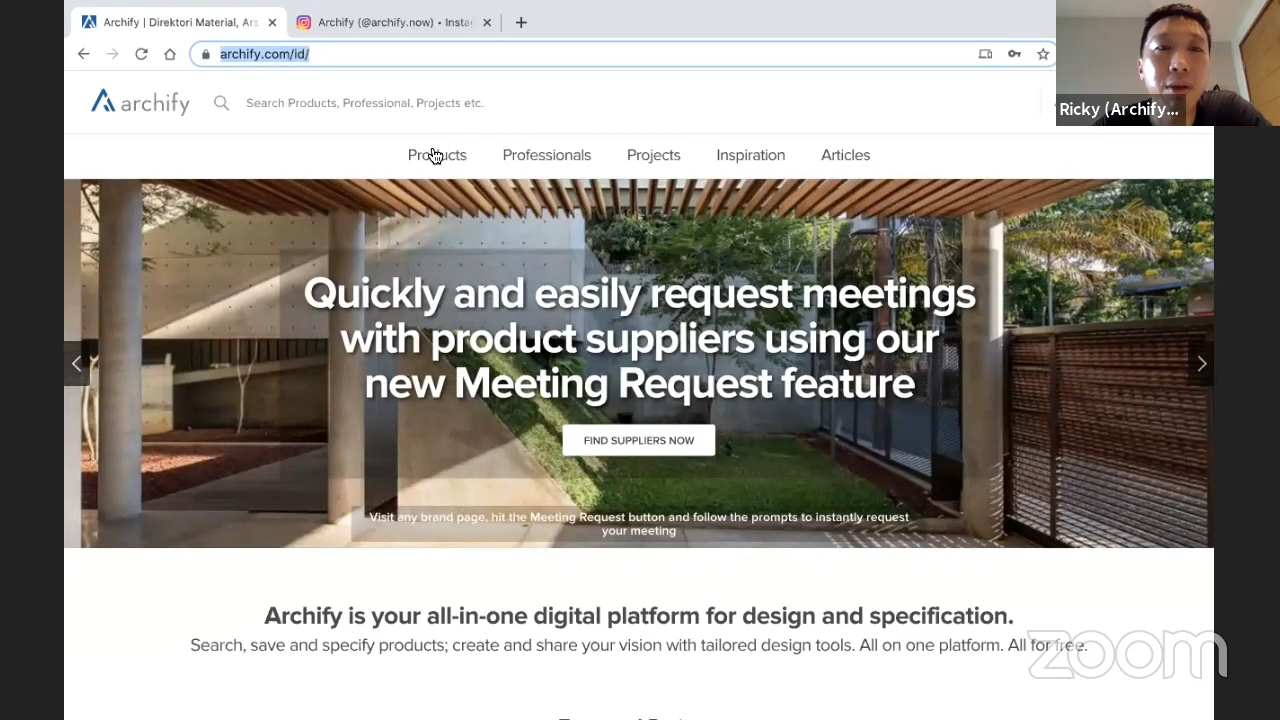 Archify | Direktori Material, Ars
Archify (@archify.now) • Insta
archify.com/id/
archify
Search Products, Professional, Projects etc.
Ricky (Archify...
Products
Professionals
Projects
Inspiration
Articles
Quickly and easily request meetings
with product suppliers using our
new Meeting Request feature
FIND SUPPLIERS NOW
Visit any brand page, hit the Meeting Request button and follow the prompts to instantly request
your meeting
Archify is your all-in-one digital platform for design and specification.
Search, save and specify products; create and share your vision with tailored design tools. All on one platform. All for free.
zoom